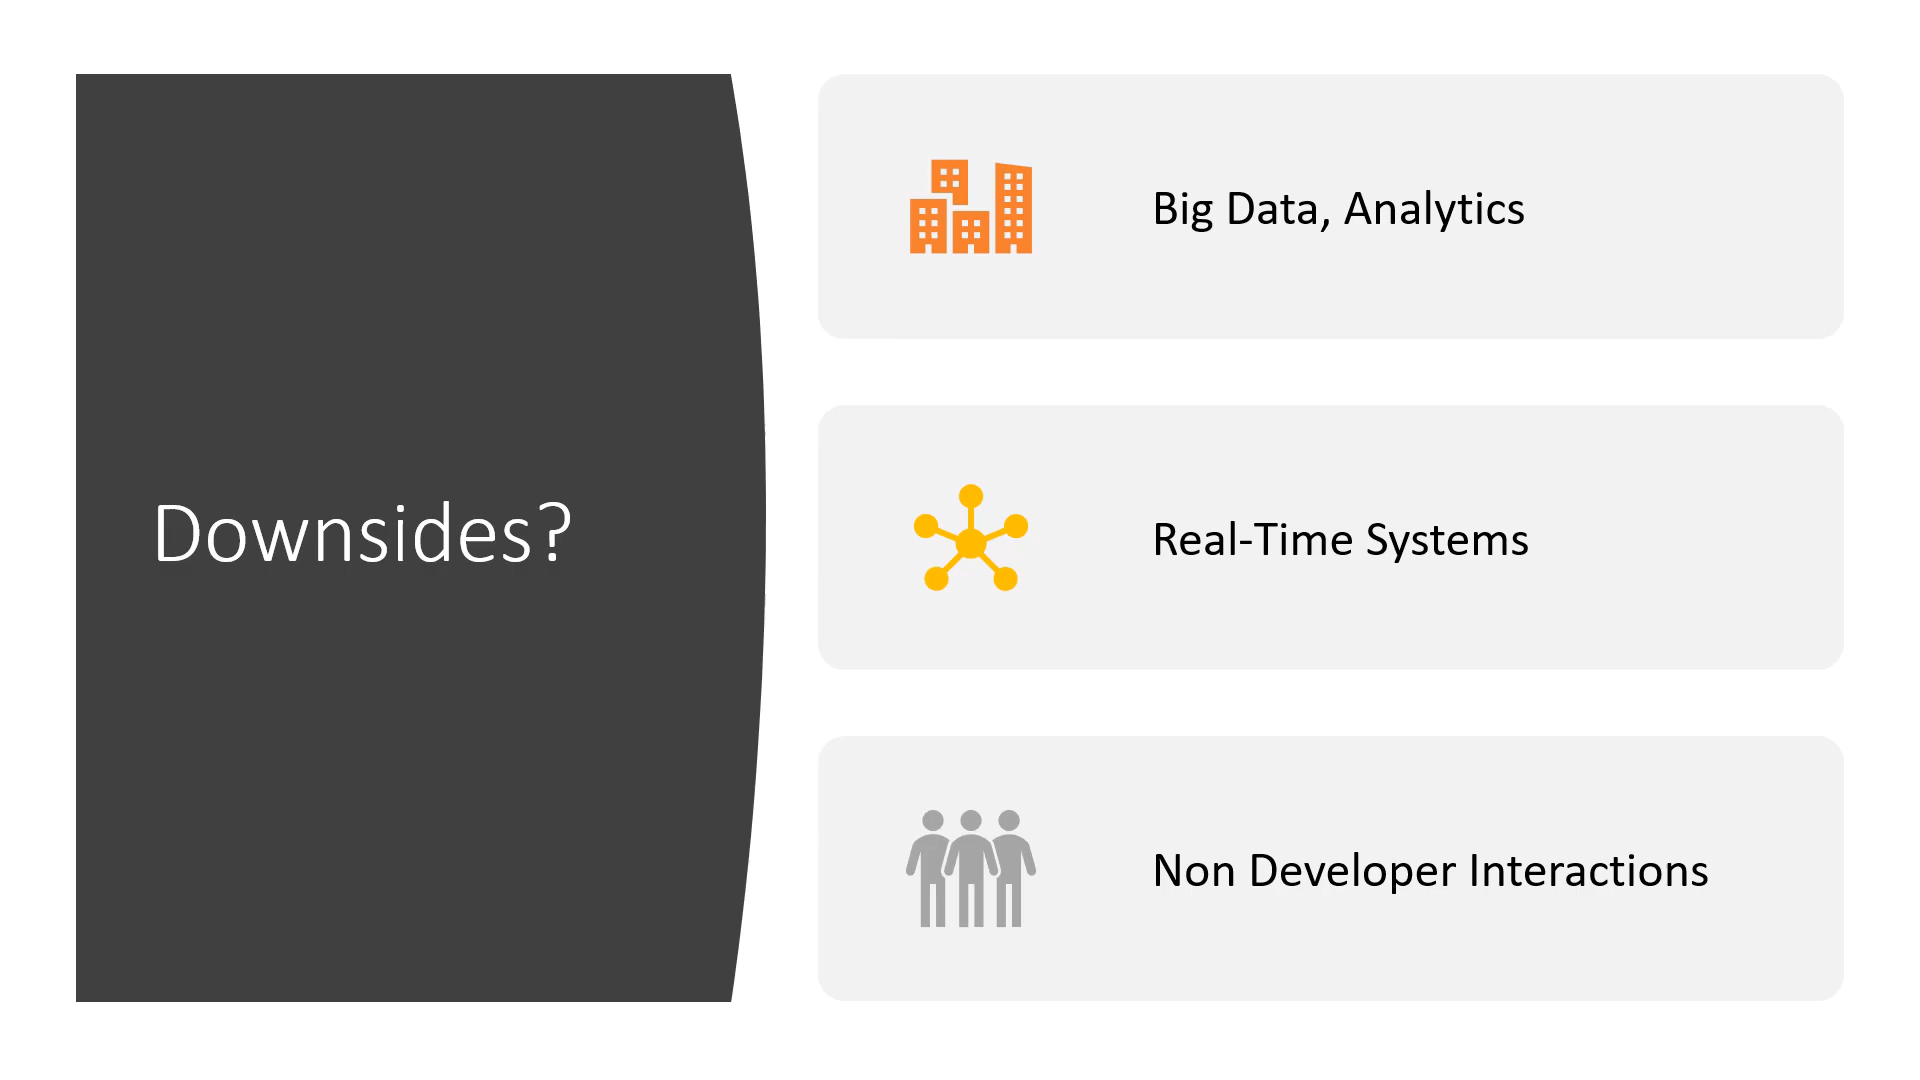 Downsides?
Big Data, Analytics
Real-Time Systems
Non Developer Interactions